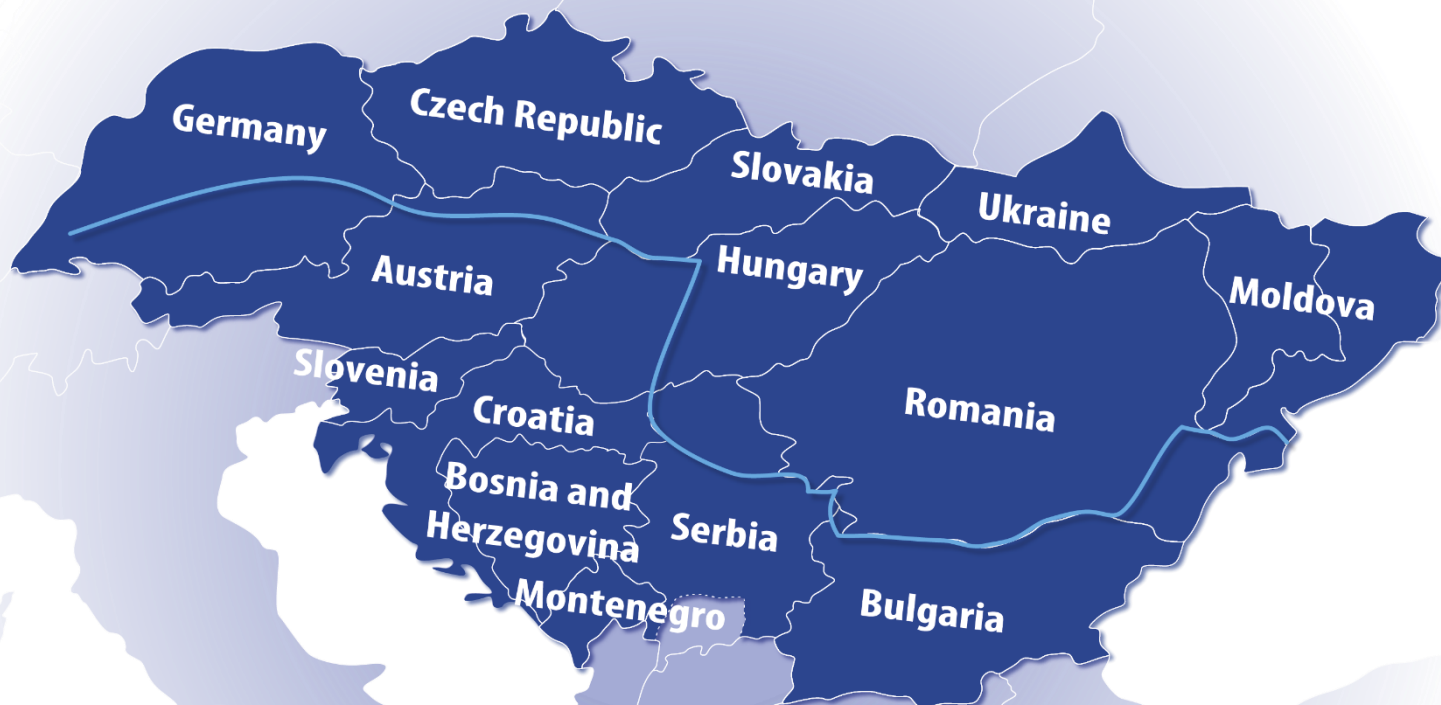 Germany
Czech Republic
Slovakia
Ukraine
Hungary
Austria
Moldova
Slovenia
Croatia
Romania
Bosnia and
Herzegovina
Serbia
Montenegro
Bulgaria